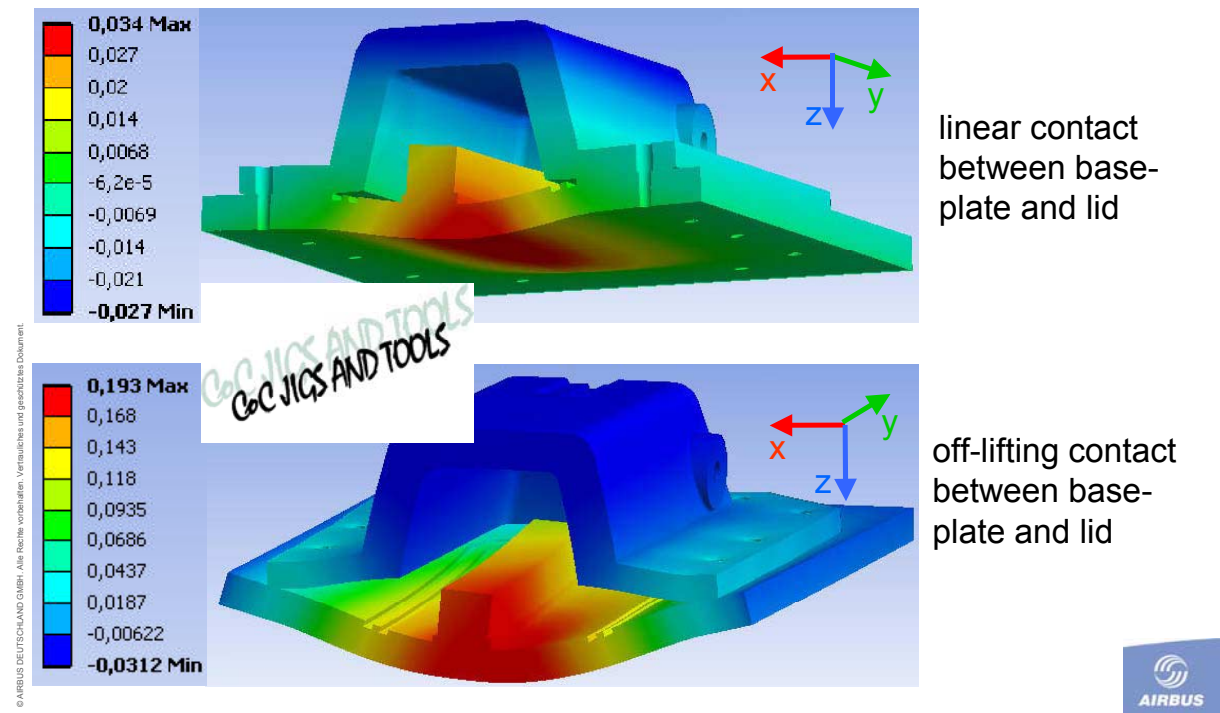 0,034 Max
0,027
0,02
0,014
0,0068
-6,2e-5
-0,0069
-0,014
-0,021
-0,027 Min
x
y
z
linear contact
between base-
plate and lid
CoC JIGS AND TOOLS
CoC JIGS AND TOOLS
0,193 Max
0,168
0,143
0,118
0,0935
0,0686
0,0437
0,0187
-0,00622
-0,0312 Min
x
y
z
off-lifting contact
between base-
plate and lid
© AIRBUS DEUTSCHLAND GMBH. Alle Rechte vorbehalten. Vertrauliches und geschütztes Dokument.
AIRBUS